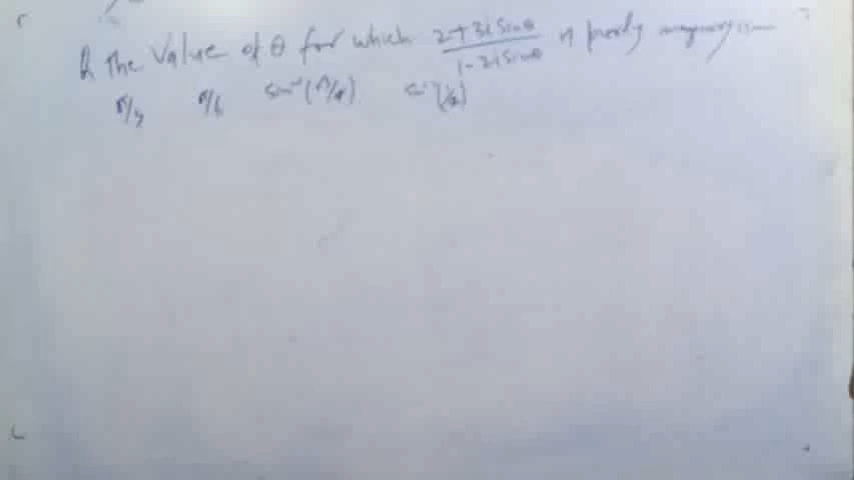 The value of θ for which 2+3i sinθ / 1-2i sinθ is purely imaginary is
π/3 π/6 sin⁻¹(√3/4) sin⁻¹(1/√3)